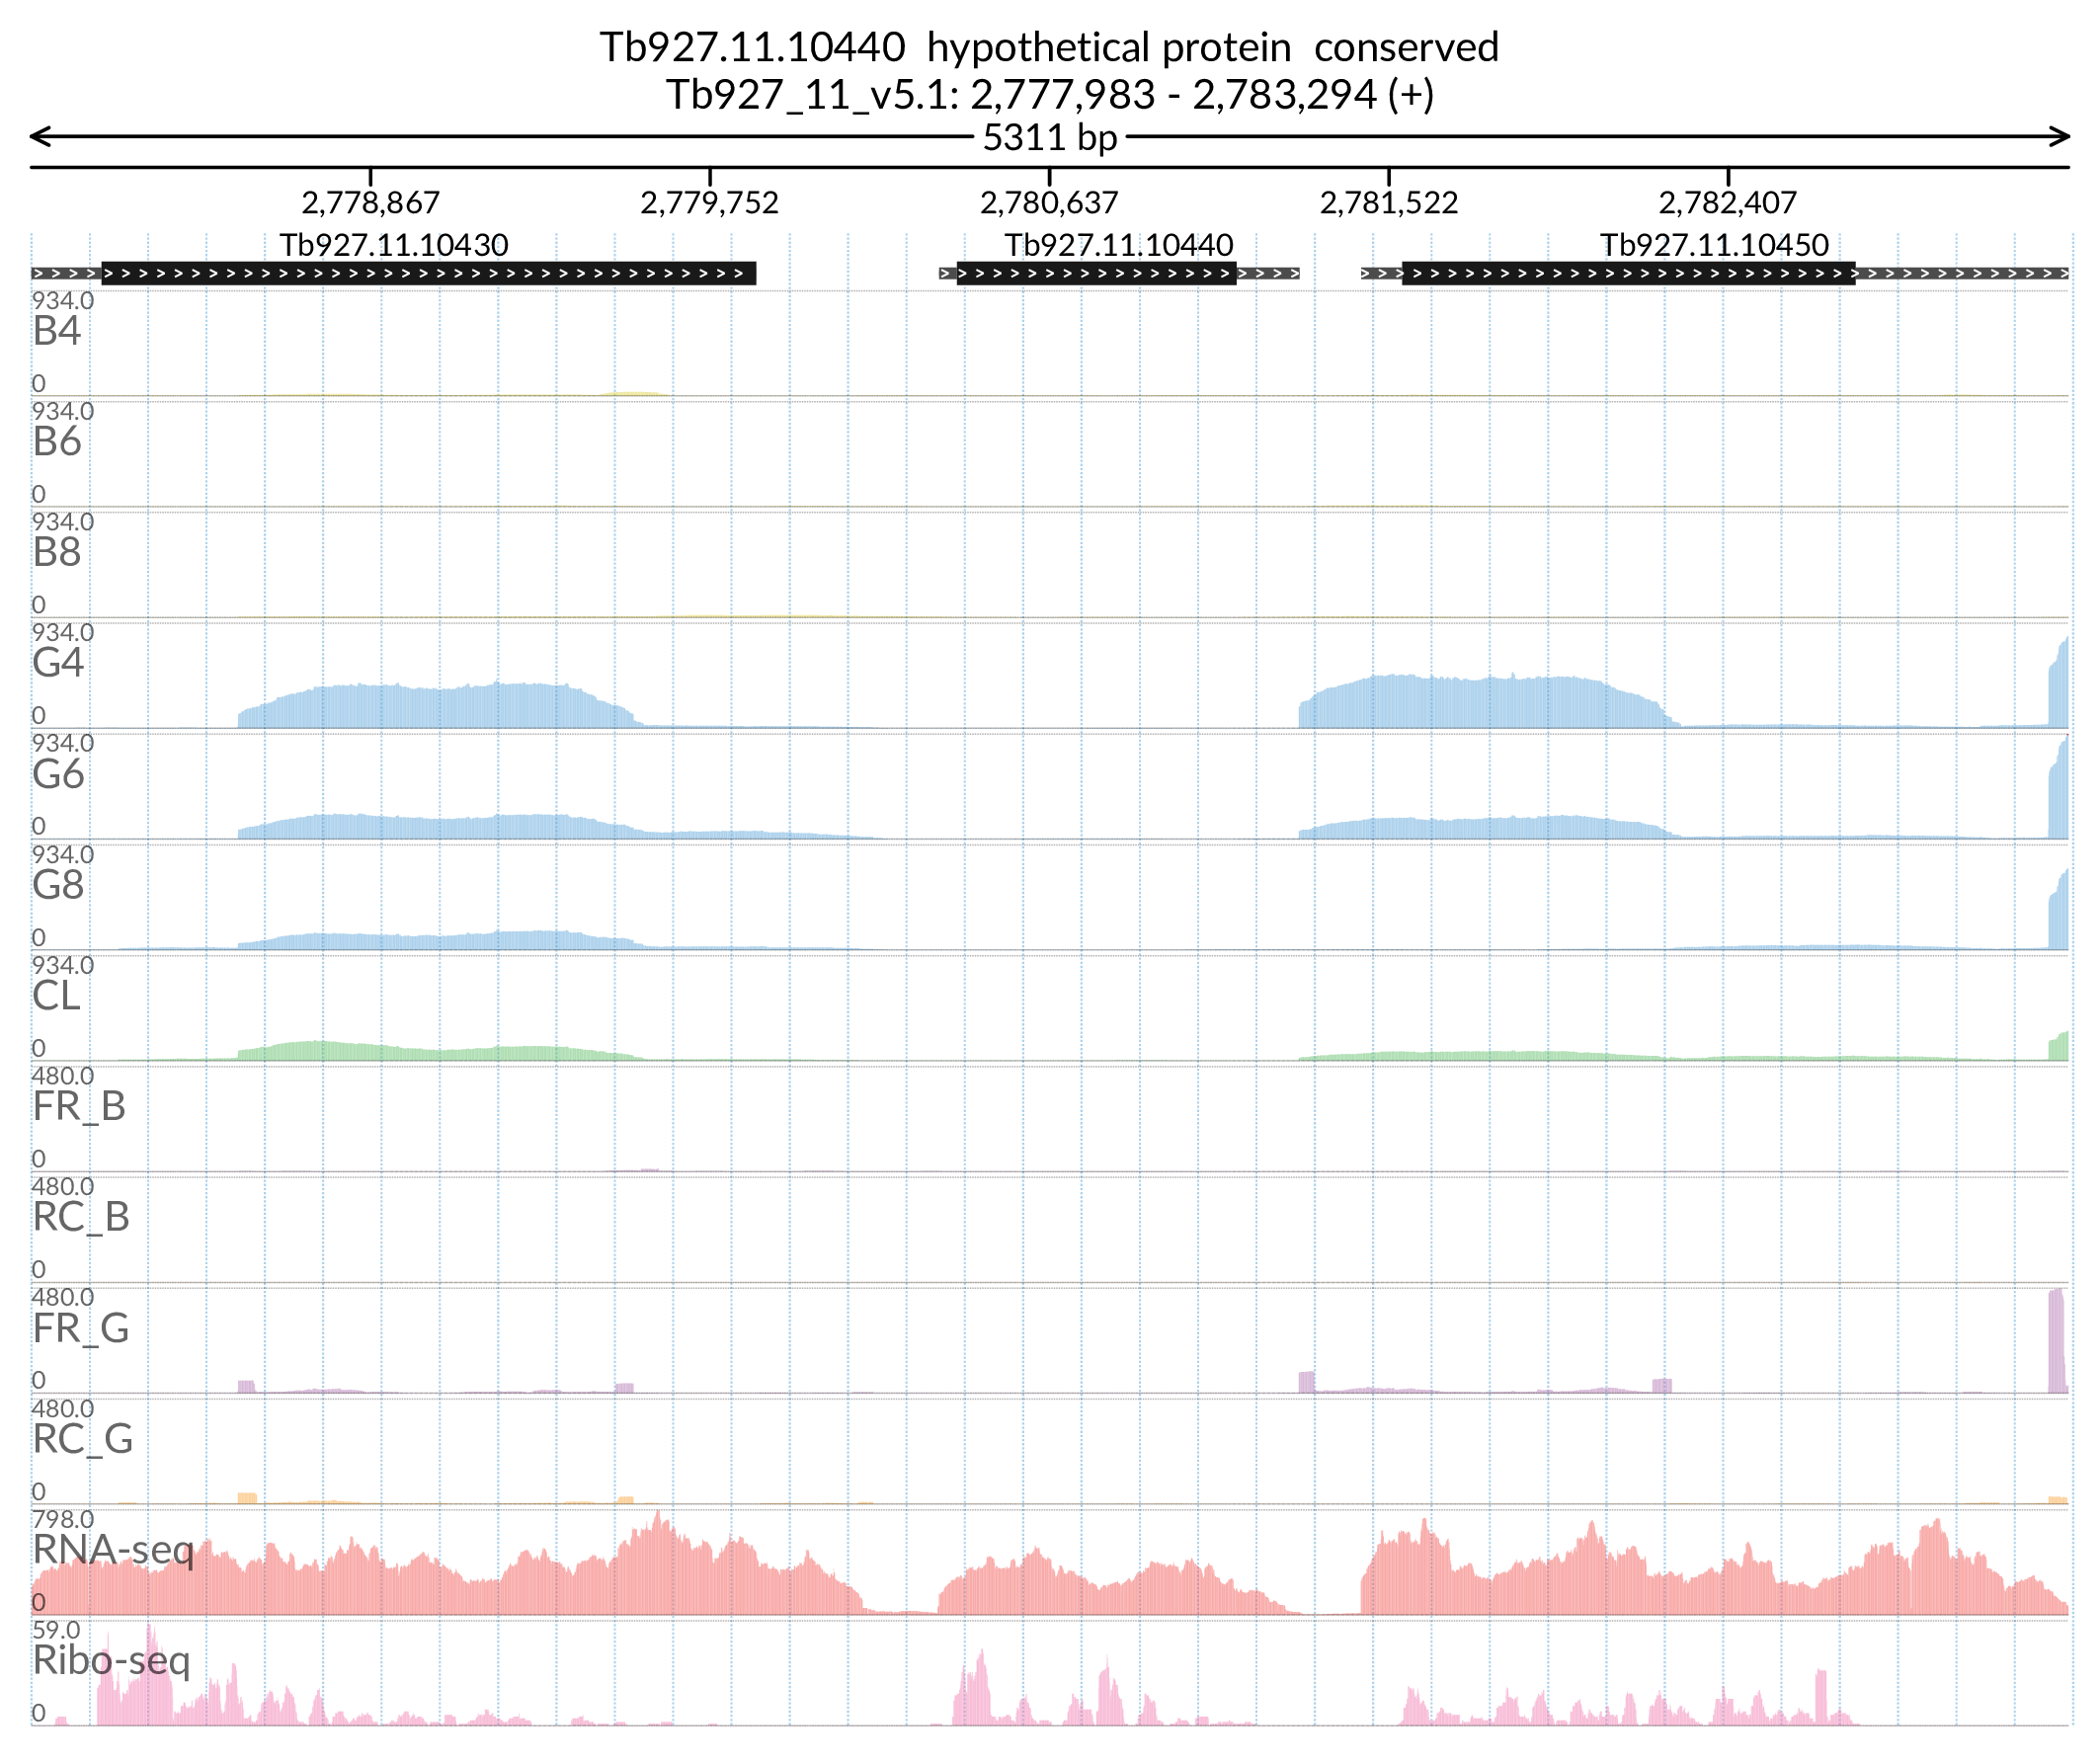 Tb927.11.10440 hypothetical protein conserved
Tb927_11_v5.1: 2,777,983 - 2,783,294 (+)
5311 bp
2,778,867 2,779,752 2,780,637 2,781,522 2,782,407
Tb927.11.10430 Tb927.11.10440 Tb927.11.10450
934.0
B4
0
934.0
B6
0
934.0
B8
0
934.0
G4
0
934.0
G6
0
934.0
G8
0
934.0
CL
0
480.0
FR_B
0
480.0
RC_B
0
480.0
FR_G
0
480.0
RC_G
0
798.0
RNA-seq
0
59.0
Ribo-seq
0